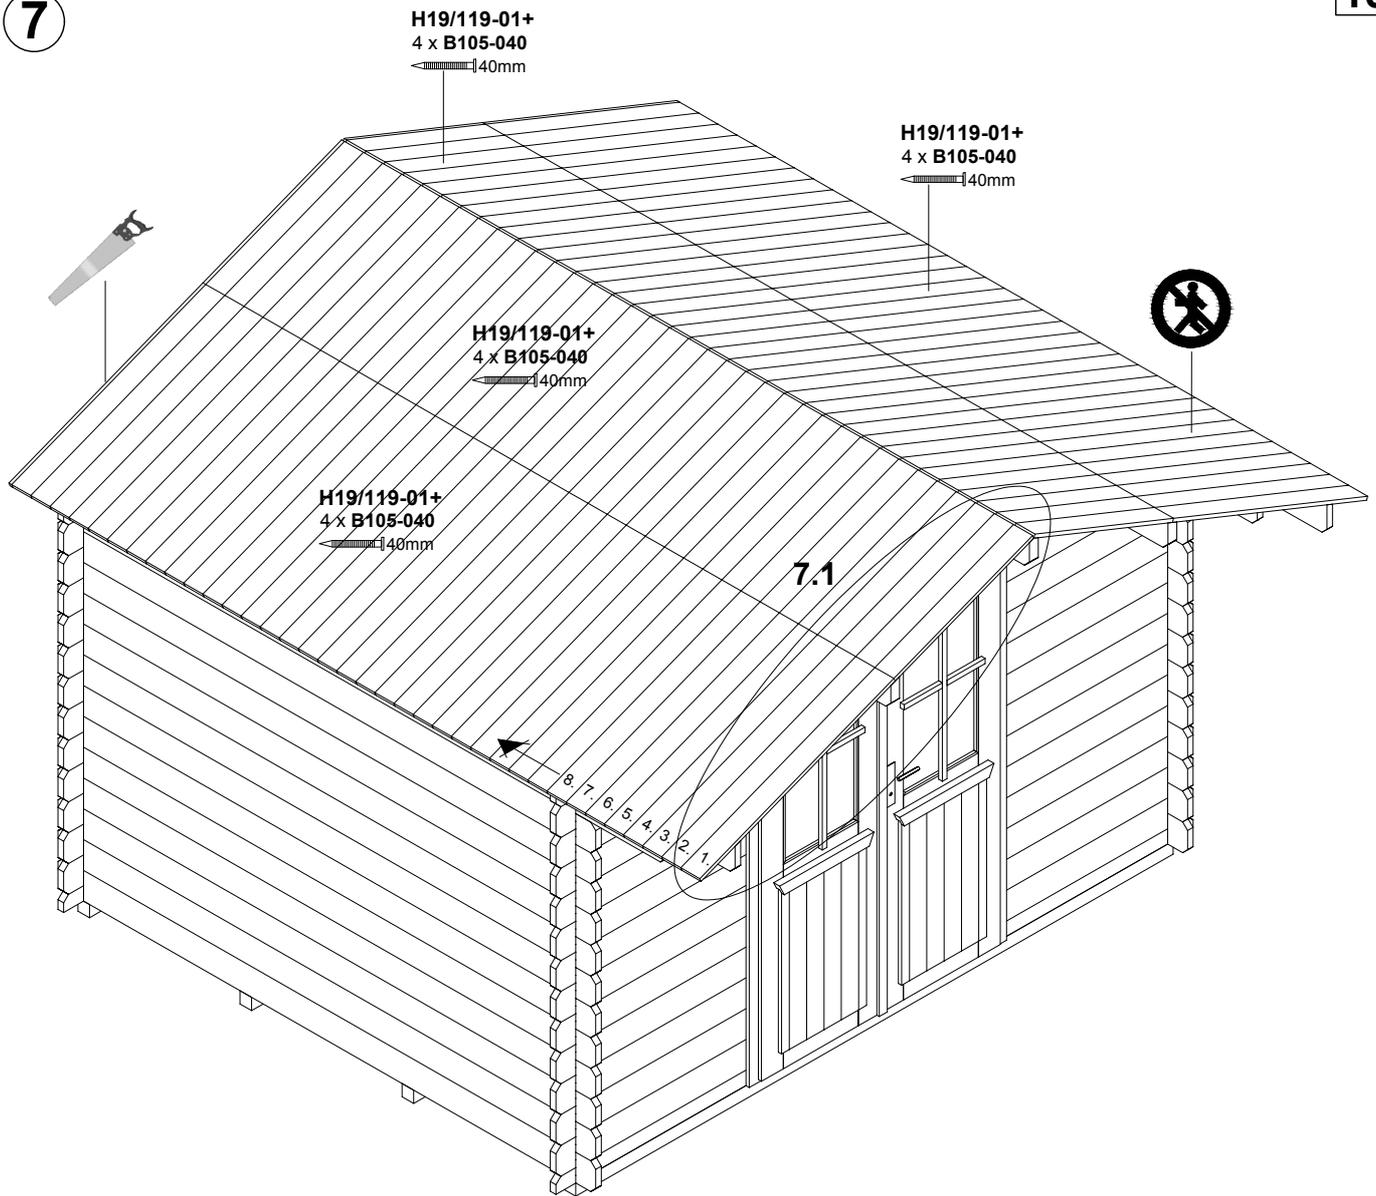 7
H19/119-01+
4 x B105-040
40mm
H19/119-01+
4 x B105-040
40mm
H19/119-01+
4 x B105-040
40mm
H19/119-01+
4 x B105-040
40mm
7.1
8.
7.
6.
5.
4.
3.
2.
1.